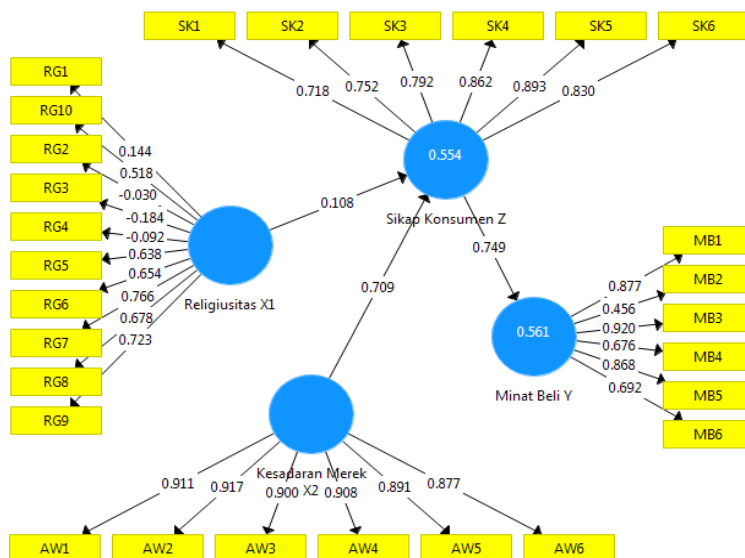 SK1 SK2 SK3 SK4 SK5 SK6
0.718 0.752 0.792 0.862 0.893 0.830
RG1
RG10
RG2
RG3
RG4
RG5
RG6
RG7
RG8
RG9
0.144
0.518
-0.030
-0.184
-0.092
0.638
0.654
0.766
0.678
0.723
Religiusitas X1
0.108
0.554
Sikap Konsumen Z
0.709
0.749
0.561
Minat Beli Y
0.877
0.456
0.920
0.676
0.868
0.692
MB1
MB2
MB3
MB4
MB5
MB6
Kesadaran Merek
X2
0.911 0.917 0.900 0.908 0.891 0.877
AW1 AW2 AW3 AW4 AW5 AW6